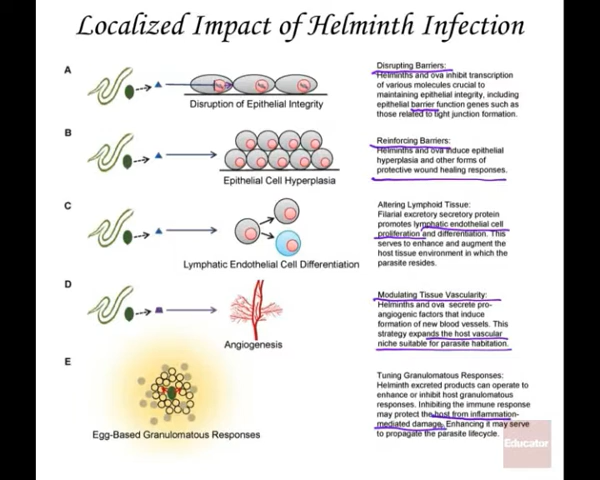 Localized Impact of Helminth Infection
A
Disruption of Epithelial Integrity
Disrupting Barriers:
Helminths and ova inhibit transcription
of various molecules crucial to
maintaining epithelial integrity, including
epithelial barrier function genes such as
those related to tight junction formation.
B
Epithelial Cell Hyperplasia
Reinforcing Barriers:
Helminths and ova induce epithelial
hyperplasia and other forms of
protective wound healing responses.
C
Lymphatic Endothelial Cell Differentiation
Altering Lymphoid Tissue:
Filarial excretory secretory protein
promotes lymphatic endothelial cell
proliferation and differentiation. This
serves to enhance and augment the
host tissue environment in which the
parasite resides.
D
Angiogenesis
Modulating Tissue Vascularity:
Helminths and ova secrete pro-
angiogenic factors that induce
formation of new blood vessels. This
strategy expands the host vascular
niche suitable for parasite habitation.
E
Egg-Based Granulomatous Responses
Tuning Granulomatous Responses:
Helminth excreted products can operate to
enhance or inhibit host granulomatous
responses. Inhibiting the immune response
may protect the host from inflammation-
mediated damage. Enhancing it may serve
to propagate the parasite lifecycle.
Educator